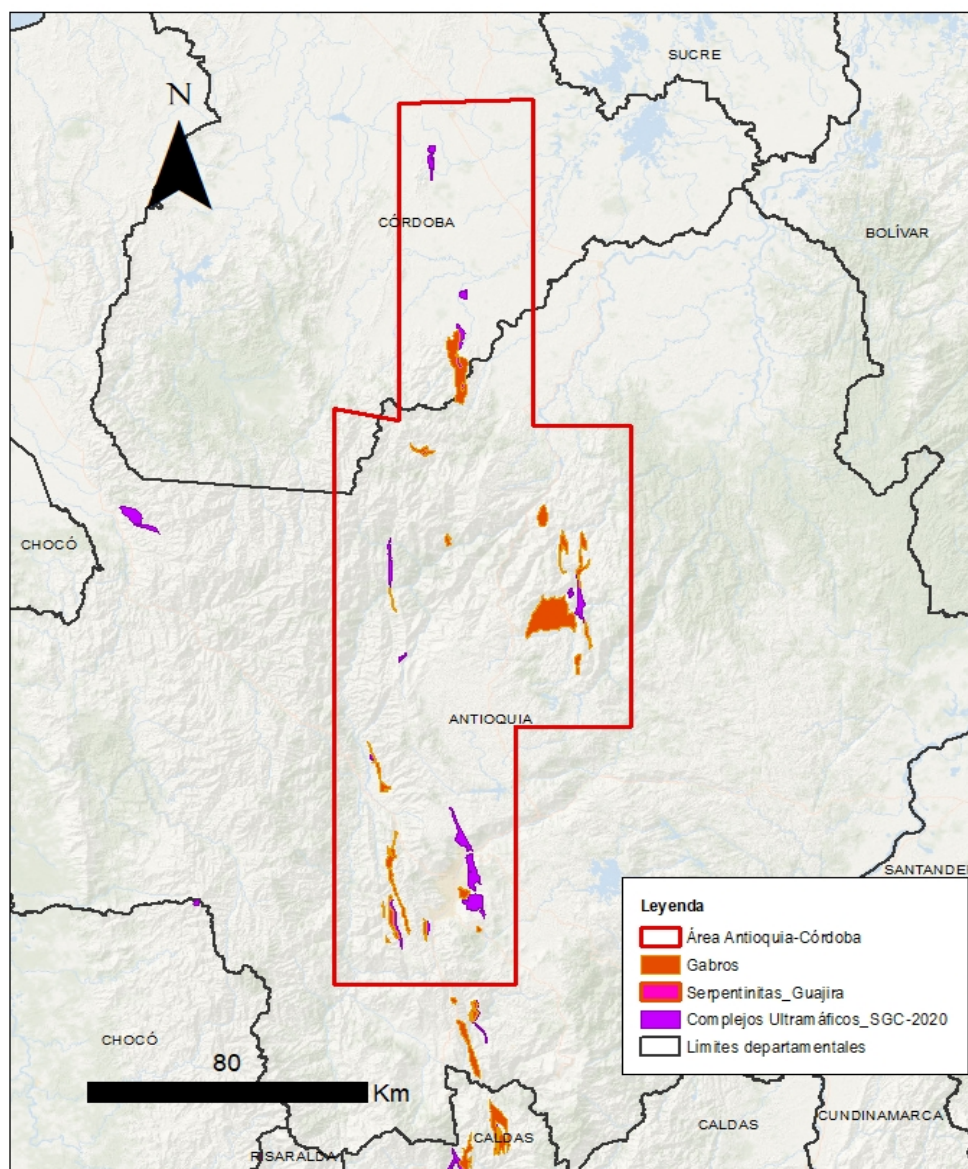 SUCRE
N
CÓRDOBA
BOLÍVAR
CHOCÓ
ANTIOQUIA
SANTANDER
Leyenda
Área Antioquia-Córdoba
Gabros
Serpentinitas_Guajira
Complejos Ultramáficos_SGC-2020
Límites departamentales
CHOCÓ
80
Km
CALDAS
CALDAS
CUNDINAMARCA
RISARALDA